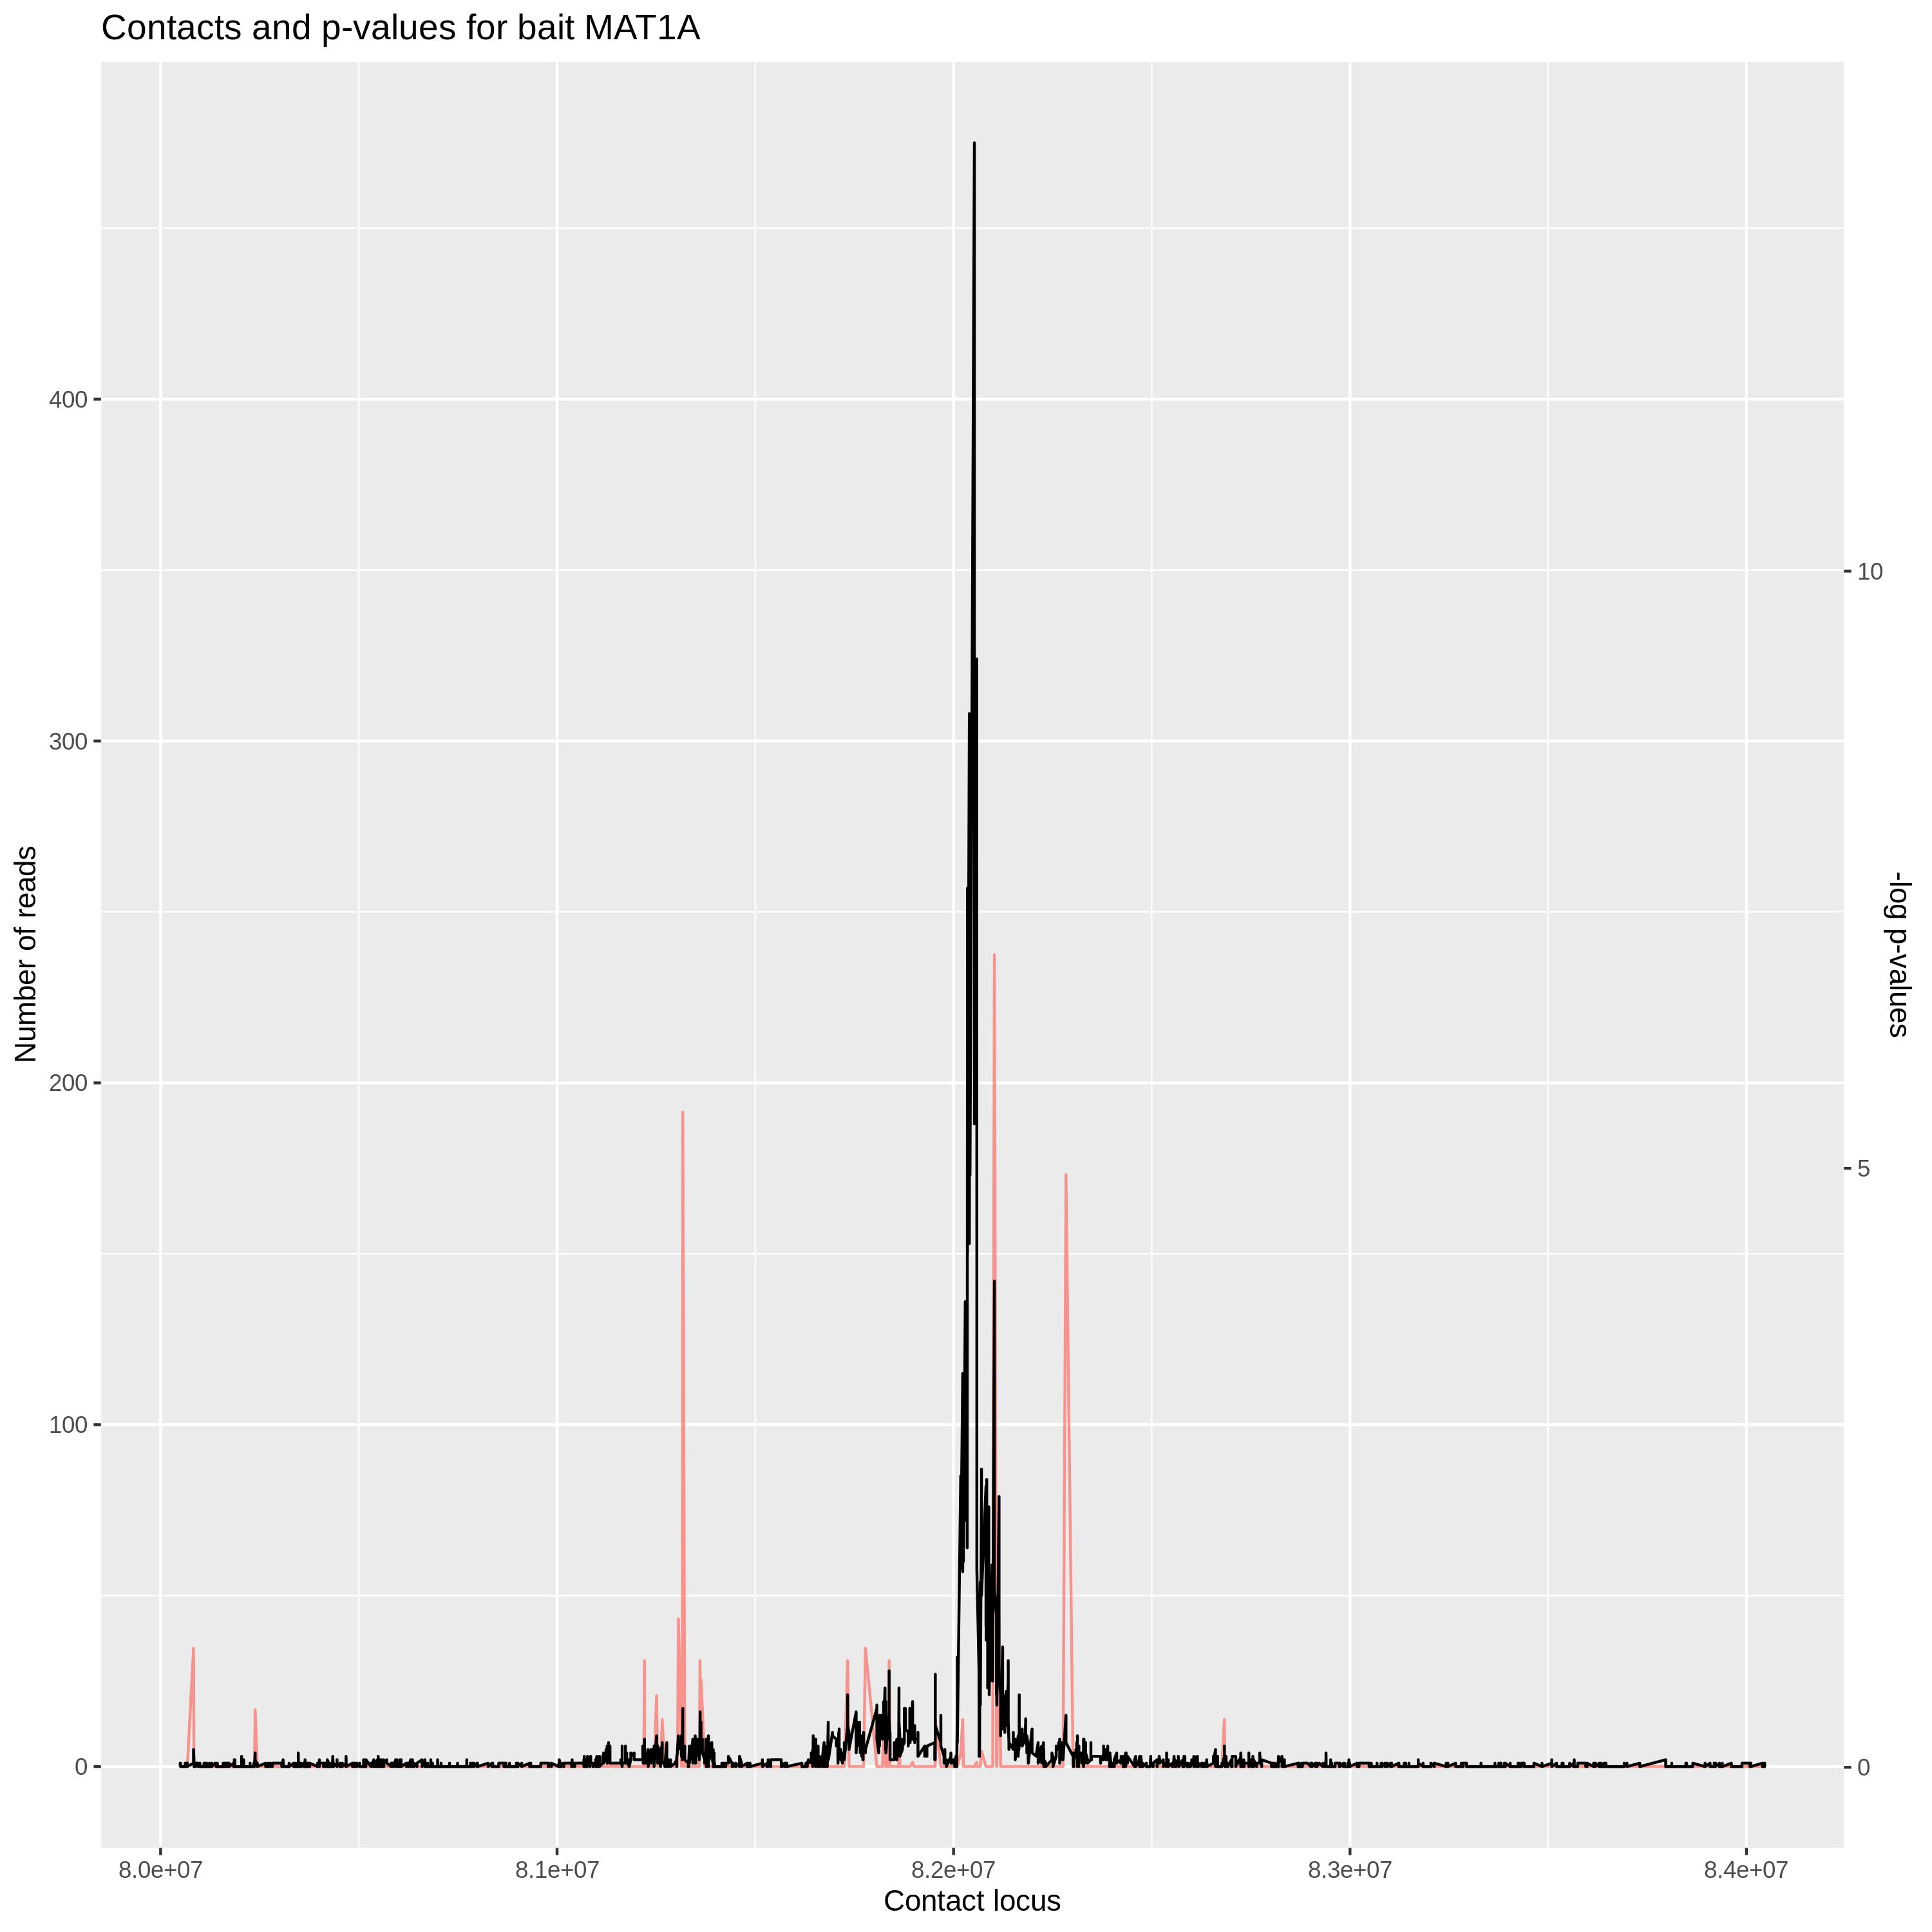 Contacts and p-values for bait MAT1A
400
300
200
100
0
Number of reads
10
5
0
-log p-values
8.0e+07
8.1e+07
8.2e+07
8.3e+07
8.4e+07
Contact locus